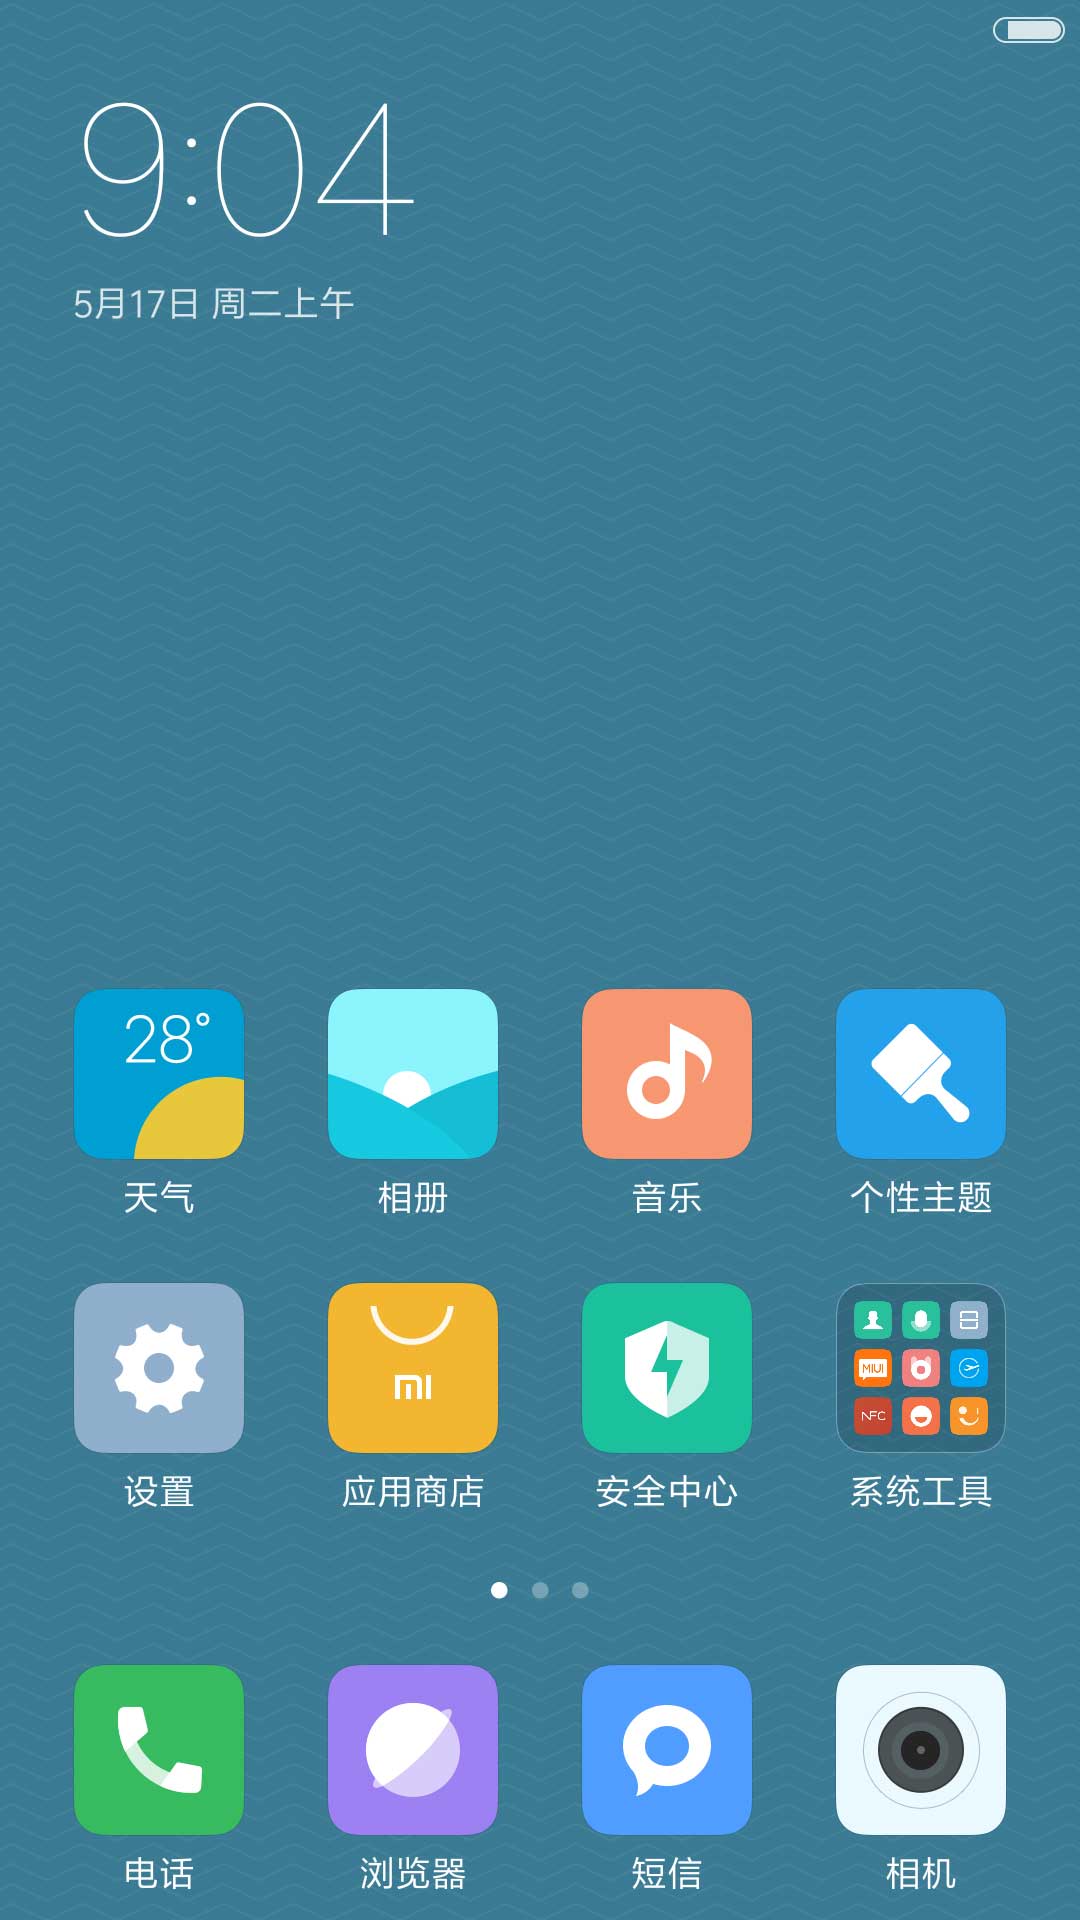 9:04
5月17日 周二上午
28°
天气 相册 音乐 个性主题
mi
MIUI
NFC
设置 应用商店 安全中心 系统工具
电话 浏览器 短信 相机